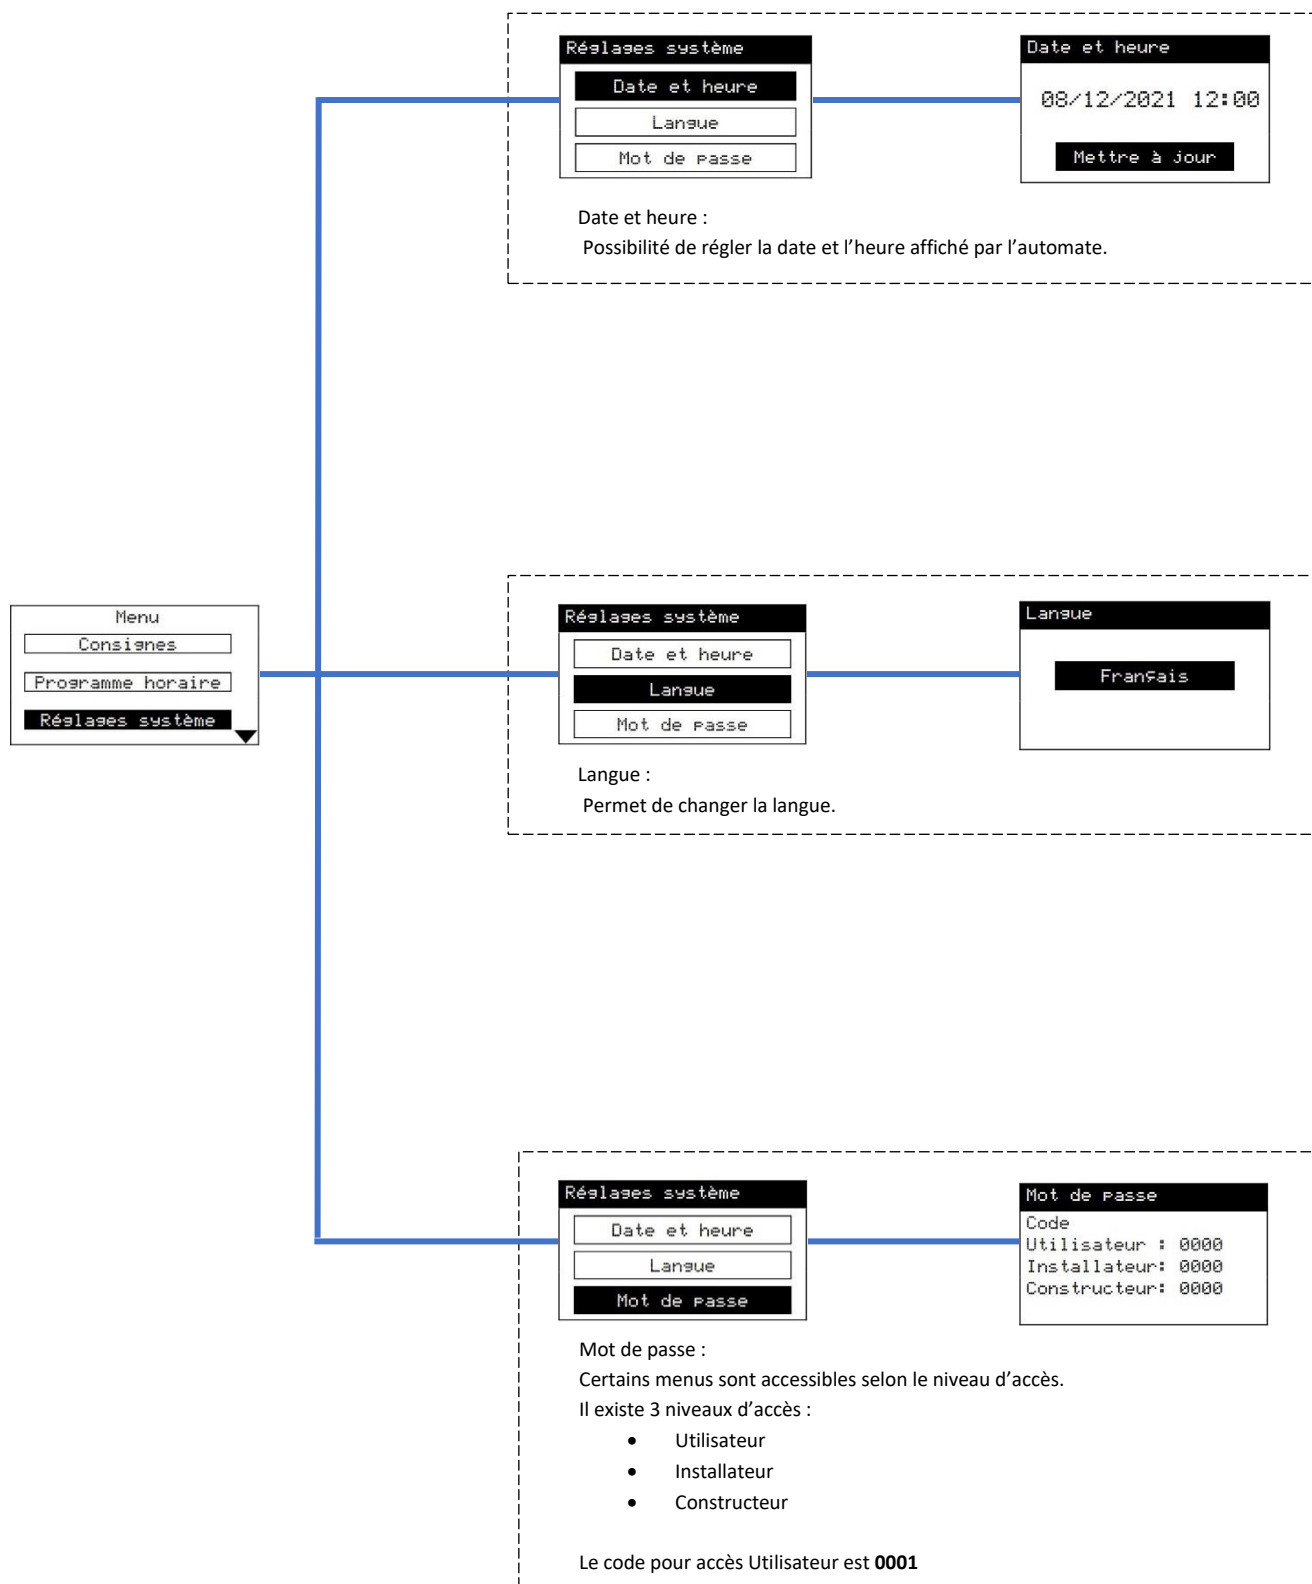 Réglages système
Date et heure
Langue
Mot de passe
Date et heure
08/12/2021 12:00
Mettre à jour
Date et heure :
Possibilité de régler la date et l’heure affiché par l’automate.
Menu
Consignes
Programme horaire
Réglages système
Réglages système
Date et heure
Langue
Mot de passe
Langue
Français
Langue :
Permet de changer la langue.
Réglages système
Date et heure
Langue
Mot de passe
Mot de passe
Code
Utilisateur : 0000
Installateur: 0000
Constructeur: 0000
Mot de passe :
Certains menus sont accessibles selon le niveau d’accès.
Il existe 3 niveaux d’accès :
• Utilisateur
• Installateur
• Constructeur
Le code pour accès Utilisateur est 0001